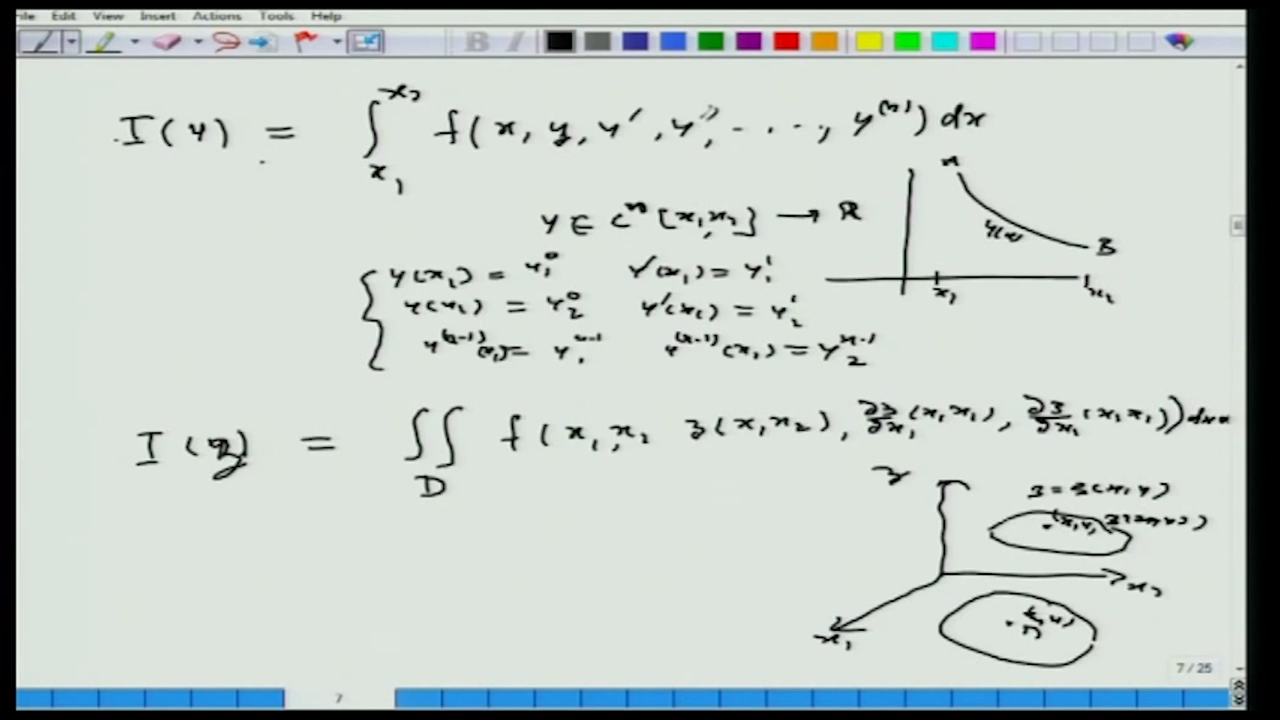 File Edit View Insert Actions Tools Help
I(y) = ∫_{x_1}^{x_2} f(x, y, y', y'', ...., y^{(n)}) dx
A
y ∈ C^n [x_1, x_2] → R
y(x)
B
x_1
x_2
y(x_1) = y_1^0 y'(x_1) = y_1^1
y(x_2) = y_2^0 y'(x_2) = y_2^1
y^{(n-1)}(x_1) = y_1^{n-1} y^{(n-1)}(x_2) = y_2^{n-1}
I(z) = ∬_D f(x_1, x_2 z(x_1, x_2), ∂z/∂x_1 (x_1, x_2), ∂z/∂x_2 (x_1, x_2))
z
z = z(x, y)
(x, y, z(x, y))
x_2
(x, y)
D
x_1
7 / 25
7